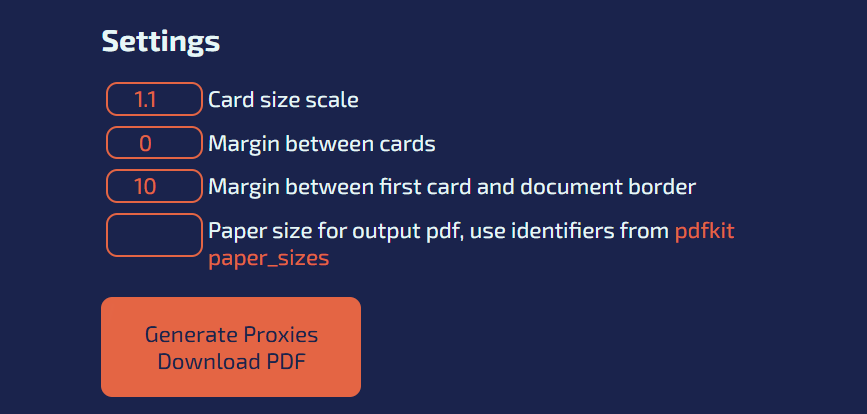 Settings
1.1 Card size scale
0 Margin between cards
10 Margin between first card and document border
Paper size for output pdf, use identifiers from pdfkit
paper_sizes
Generate Proxies
Download PDF